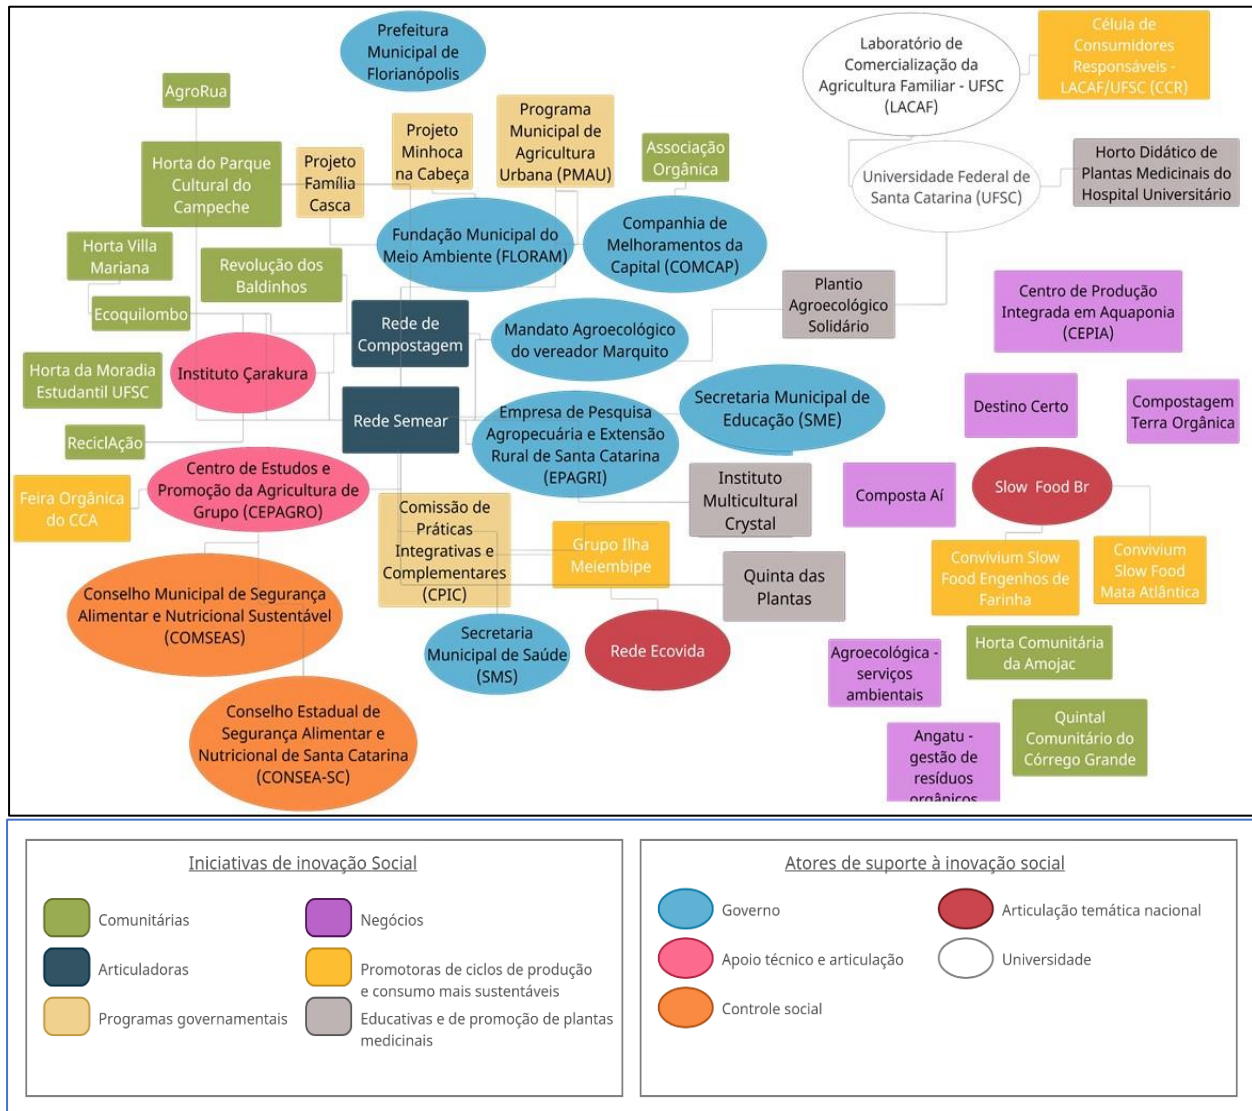 Prefeitura
Municipal de
Florianópolis
Laboratório de
Comercialização da
Agricultura Familiar - UFSC
(LACAF)
Célula de
Consumidores
Responsáveis -
LACAF/UFSC (CCR)
AgroRua
Horta do Parque
Cultural do
Campeche
Projeto
Família
Casca
Projeto
Minhoca
na Cabeça
Programa
Municipal de
Agricultura
Urbana (PMAU)
Associação
Orgânica
Universidade Federal de
Santa Catarina (UFSC)
Horto Didático de
Plantas Medicinais do
Hospital Universitário
Horta Villa
Mariana
Revolução dos
Baldinhos
Fundação Municipal do
Meio Ambiente (FLORAM)
Companhia de
Melhoramentos da
Capital (COMCAP)
Plantio
Agroecológico
Solidário
Centro de Produção
Integrada em Aquaponia
(CEPIA)
Ecoquilombo
Rede de
Compostagem
Mandato Agroecológico
do vereador Marquito
Horta da Moradia
Estudantil UFSC
Instituto Çarakura
Rede Semear
Empresa de Pesquisa
Agropecuária e Extensão
Rural de Santa Catarina
(EPAGRI)
Secretaria Municipal de
Educação (SME)
Destino Certo
Compostagem
Terra Orgânica
ReciclAção
Feira Orgânica
do CCA
Centro de Estudos e
Promoção da Agricultura de
Grupo (CEPAGRO)
Comissão de
Práticas
Integrativas e
Complementares
(CPIC)
Grupo Ilha
Meiembipe
Instituto
Multicultural
Crystal
Composta Aí
Slow  Food Br
Convivium Slow
Food Engenhos de
Farinha
Convivium
Slow Food
Mata Atlântica
Conselho Municipal de Segurança
Alimentar e Nutricional Sustentável
(COMSEAS)
Quinta das
Plantas
Secretaria
Municipal de Saúde
(SMS)
Rede Ecovida
Agroecológica -
serviços
ambientais
Horta Comunitária
da Amojac
Conselho Estadual de
Segurança Alimentar e
Nutricional de Santa Catarina
(CONSEA-SC)
Angatu -
gestão de
resíduos
orgânicos
Quintal
Comunitário do
Córrego Grande
Iniciativas de inovação Social
Comunitárias
Articuladoras
Programas governamentais
Negócios
Promotoras de ciclos de produção
e consumo mais sustentáveis
Educativas e de promoção de plantas
medicinais
Atores de suporte à inovação social
Governo
Apoio técnico e articulação
Controle social
Articulação temática nacional
Universidade